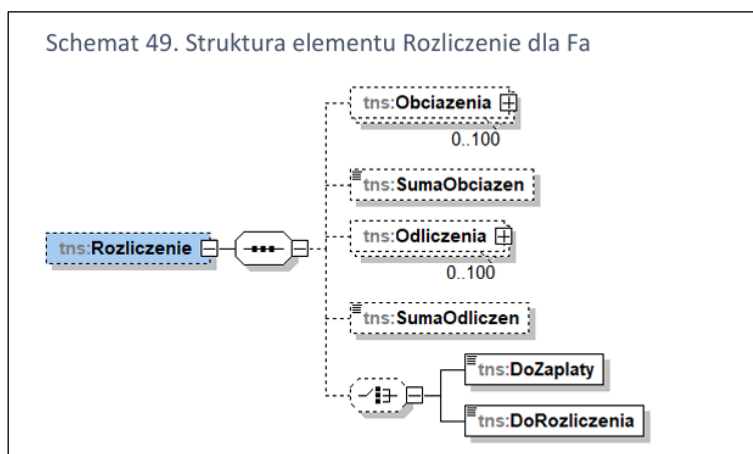 Schemat 49. Struktura elementu Rozliczenie dla Fa
tns:Obciazenia
0..100
tns:SumaObciazen
tns:Rozliczenie
tns:Odliczenia
0..100
tns:SumaOdliczen
tns:DoZaplaty
tns:DoRozliczenia